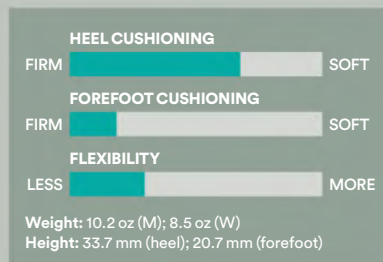 HEEL CUSHIONING
FIRM SOFT
FOREFOOT CUSHIONING
FIRM SOFT
FLEXIBILITY
LESS MORE
Weight: 10.2 oz (M); 8.5 oz (W)
Height: 33.7 mm (heel); 20.7 mm (forefoot)